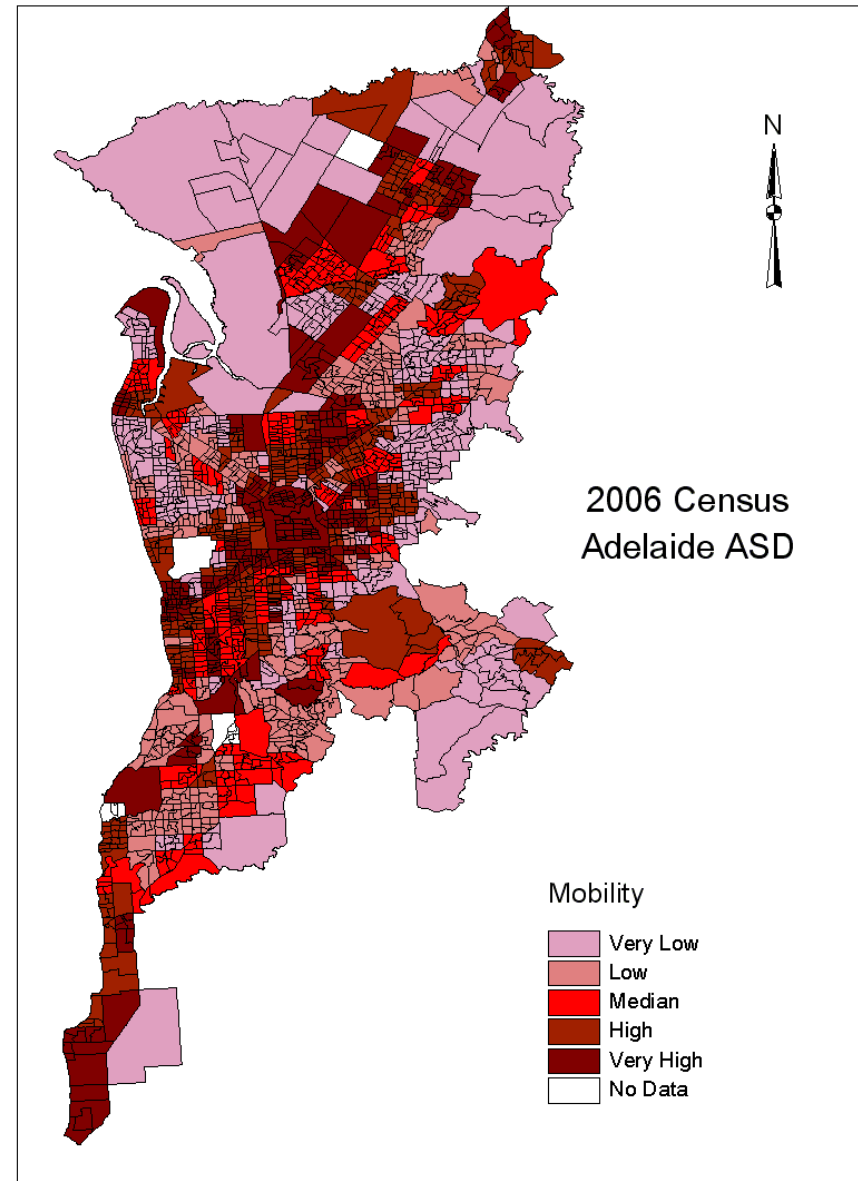 N
2006 Census
Adelaide ASD
Mobility
Very Low
Low
Median
High
Very High
No Data